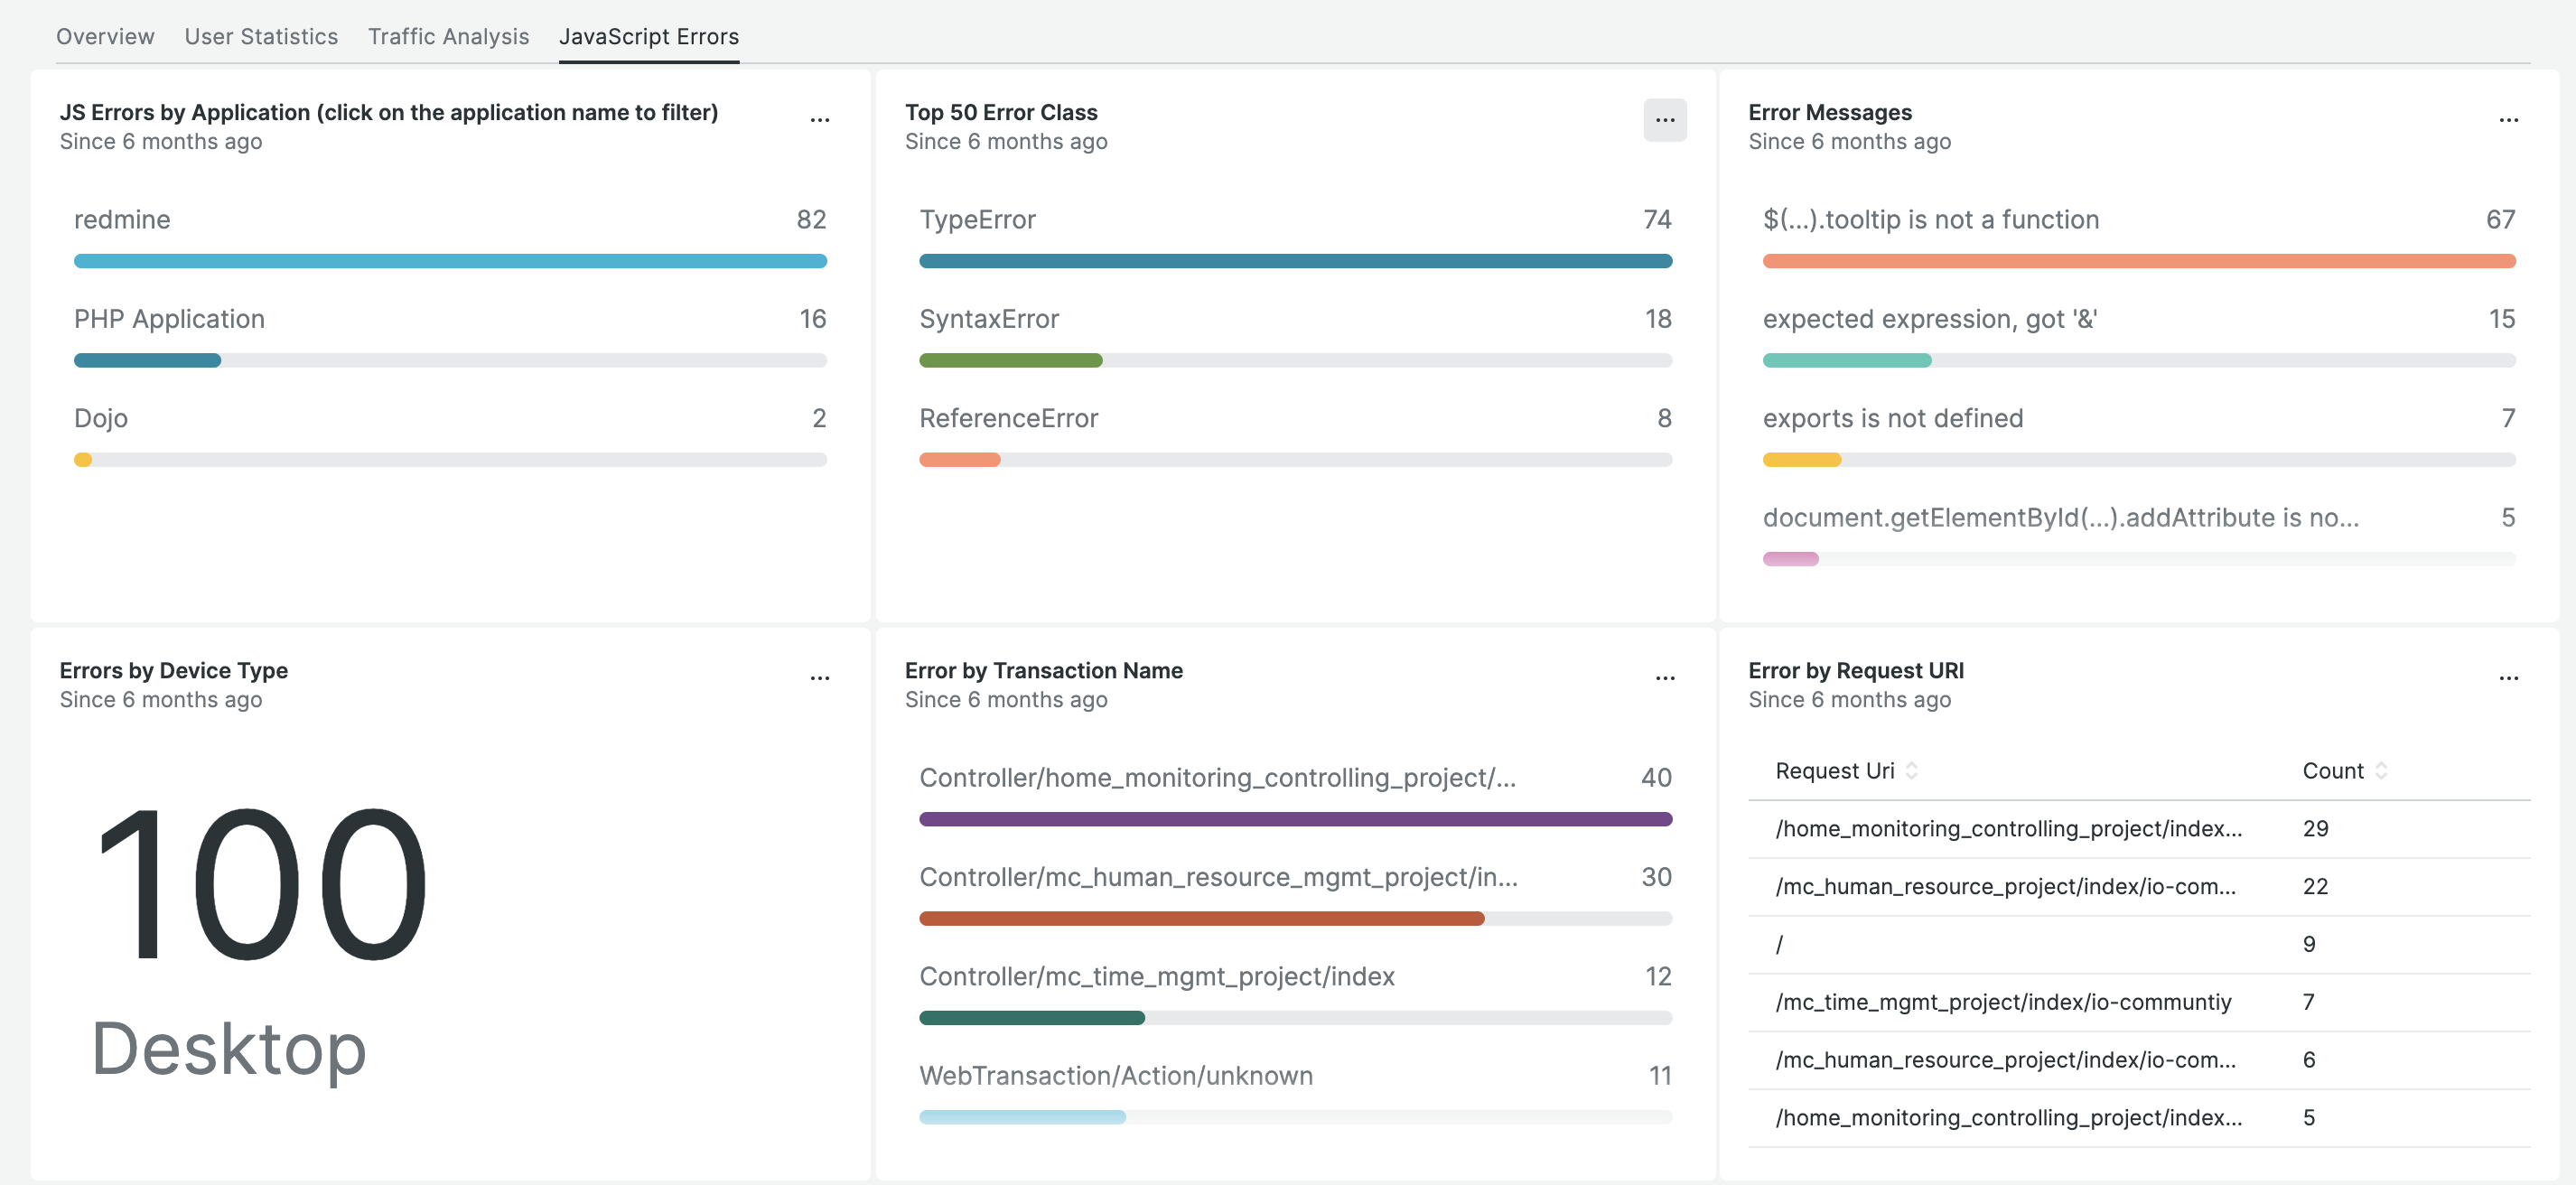 Overview User Statistics Traffic Analysis JavaScript Errors
JS Errors by Application (click on the application name to filter)
Since 6 months ago
...
redmine 82
PHP Application 16
Dojo 2
Top 50 Error Class
Since 6 months ago
...
TypeError 74
SyntaxError 18
ReferenceError 8
Error Messages
Since 6 months ago
...
$(...).tooltip is not a function 67
expected expression, got '&' 15
exports is not defined 7
document.getElementById(...).addAttribute is no... 5
Errors by Device Type
Since 6 months ago
...
100
Desktop
Error by Transaction Name
Since 6 months ago
...
Controller/home_monitoring_controlling_project/... 40
Controller/mc_human_resource_mgmt_project/in... 30
Controller/mc_time_mgmt_project/index 12
WebTransaction/Action/unknown 11
Error by Request URI
Since 6 months ago
...
Request Uri Count
/home_monitoring_controlling_project/index... 29
/mc_human_resource_project/index/io-com... 22
/ 9
/mc_time_mgmt_project/index/io-communtiy 7
/mc_human_resource_project/index/io-com... 6
/home_monitoring_controlling_project/index... 5